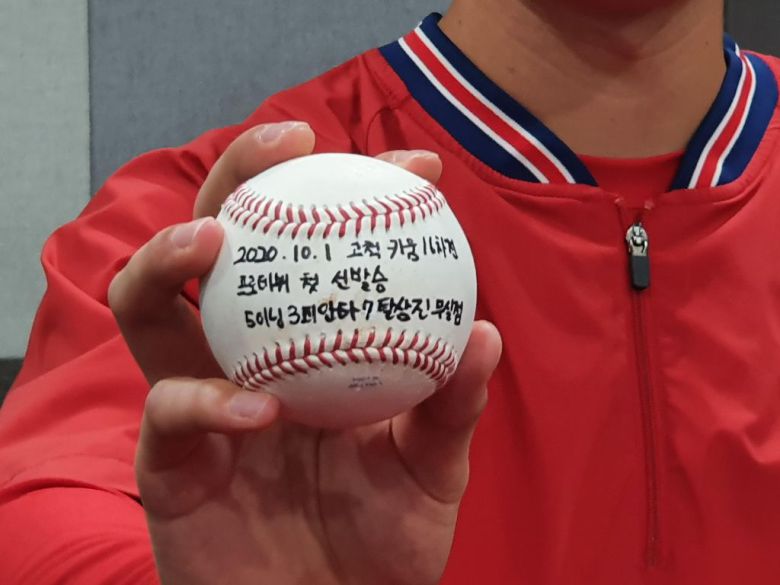 2020.10.1 고척 키움 16차전
프로데뷔 첫 선발승
5이닝 3피안타 7탈삼진 무실점